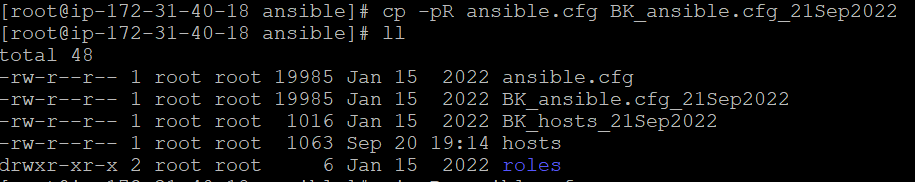 [root@ip-172-31-40-18 ansible]# cp -pR ansible.cfg BK_ansible.cfg_21Sep2022
[root@ip-172-31-40-18 ansible]# ll
total 48
-rw-r--r-- 1 root root 19985 Jan 15  2022 ansible.cfg
-rw-r--r-- 1 root root 19985 Jan 15  2022 BK_ansible.cfg_21Sep2022
-rw-r--r-- 1 root root  1016 Jan 15  2022 BK_hosts_21Sep2022
-rw-r--r-- 1 root root  1063 Sep 20 19:14 hosts
drwxr-xr-x 2 root root     6 Jan 15  2022 roles